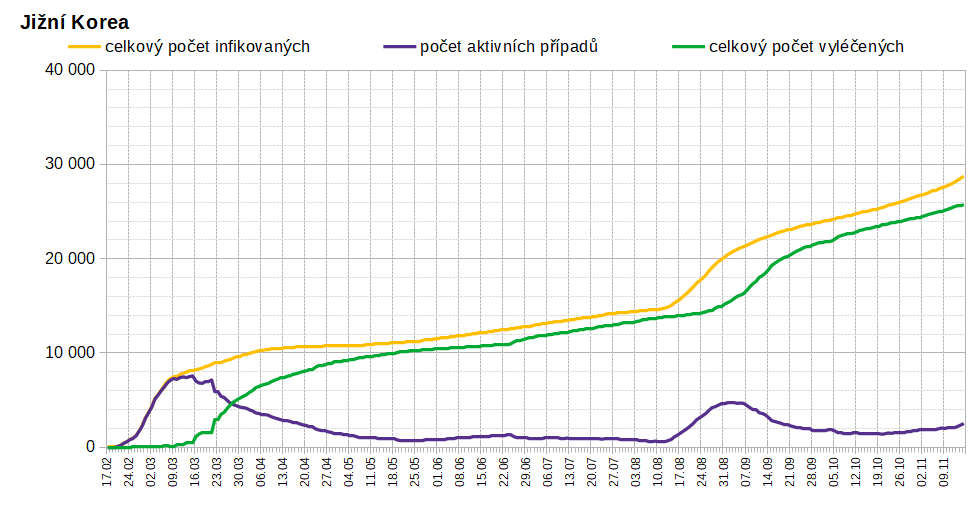 Jižní Korea
celkový počet infikovaných počet aktivních případů celkový počet vyléčených
40 000
30 000
20 000
10 000
0
17.02 24.02 02.03 09.03 16.03 23.03 30.03 06.04 13.04 20.04 27.04 04.05 11.05 18.05 25.05 01.06 08.06 15.06 22.06 29.06 06.07 13.07 20.07 27.07 03.08 10.08 17.08 24.08 31.08 07.09 14.09 21.09 28.09 05.10 12.10 19.10 26.10 02.11 09.11